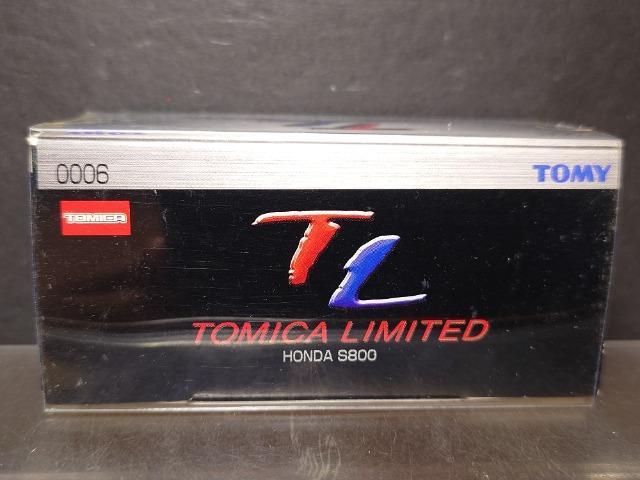 0006
TOMY
TOMICA
TL
TOMICA LIMITED
HONDA S800